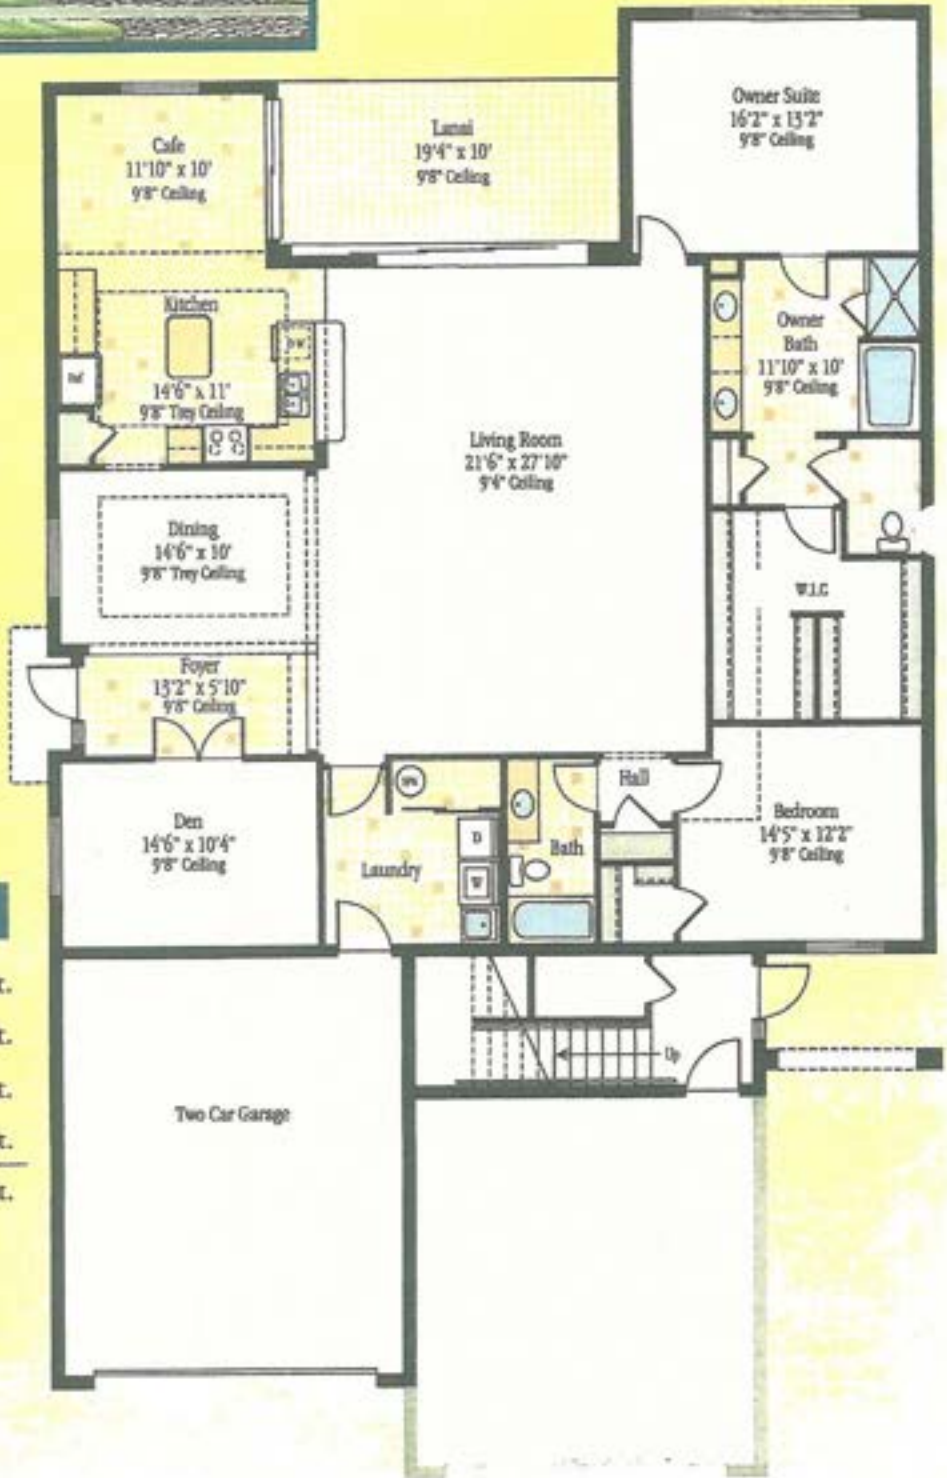 Owner Suite
16'2" x 13'2"
9'8" Ceiling
Cafe
11'10" x 10'
9'8" Ceiling
Lanai
19'4" x 10'
9'8" Ceiling
Kitchen
14'6" x 11'
9'8" Trey Ceiling
DW
Ref
Owner
Bath
11'10" x 10'
9'8" Ceiling
Living Room
21'6" x 27'10"
9'4" Ceiling
Dining
14'6" x 10'
9'8" Trey Ceiling
W.I.C
Foyer
13'2" x 5'10"
9'8" Ceiling
Hall
Den
14'6" x 10'4"
9'8" Ceiling
Laundry
D
W
Bath
Bedroom
14'5" x 12'2"
9'8" Ceiling
Up
Two Car Garage